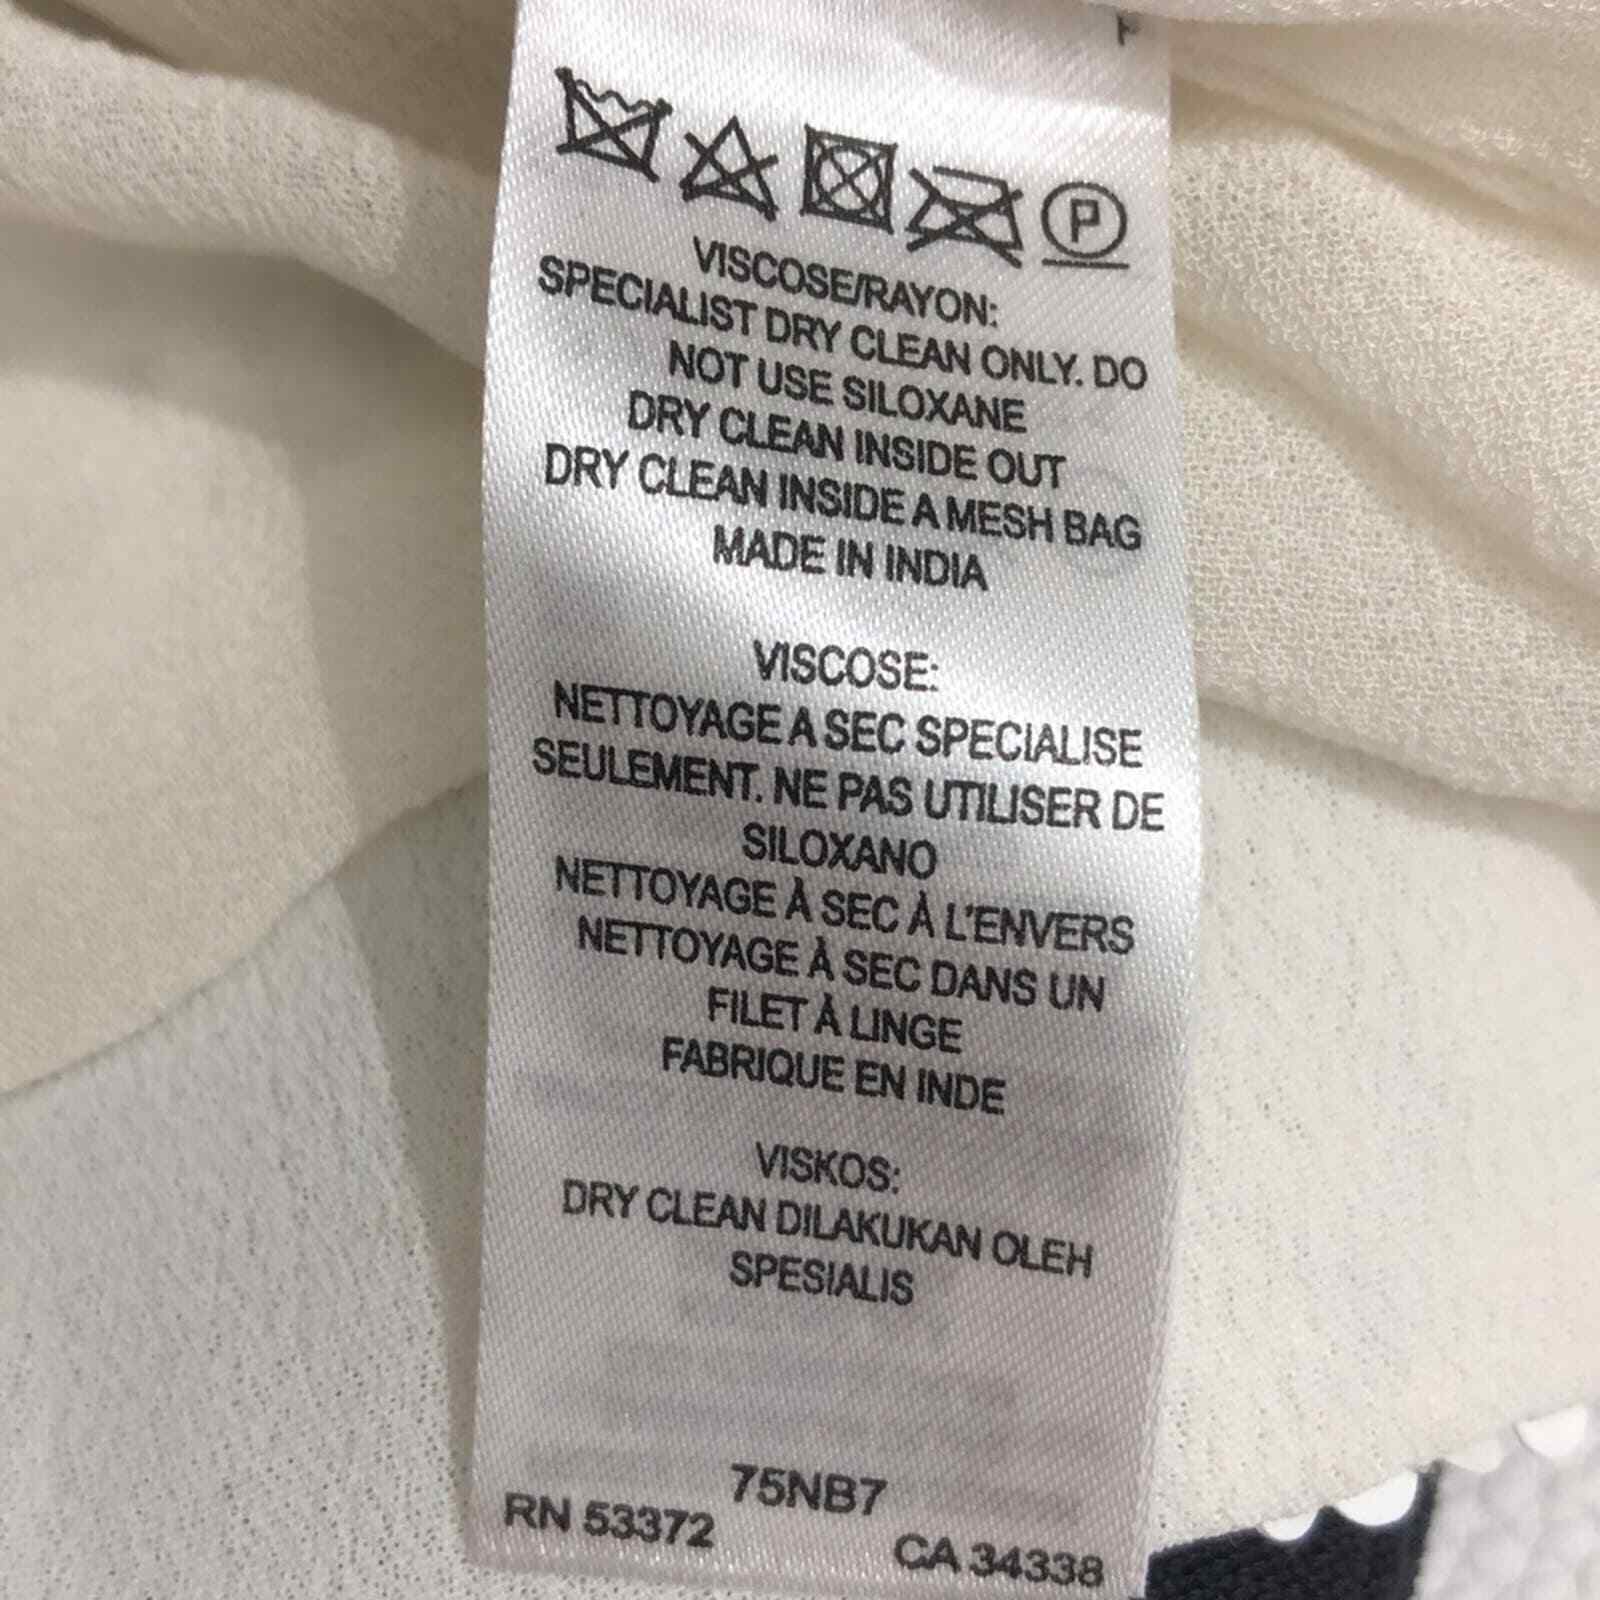 P
VISCOSE/RAYON:
SPECIALIST DRY CLEAN ONLY. DO
NOT USE SILOXANE
DRY CLEAN INSIDE OUT
DRY CLEAN INSIDE A MESH BAG
MADE IN INDIA
VISCOSE:
NETTOYAGE A SEC SPECIALISE
SEULEMENT. NE PAS UTILISER DE
SILOXANO
NETTOYAGE À SEC À L'ENVERS
NETTOYAGE À SEC DANS UN
FILET À LINGE
FABRIQUE EN INDE
VISKOS:
DRY CLEAN DILAKUKAN OLEH
SPESIALIS
75NB7
RN 53372
CA 34338